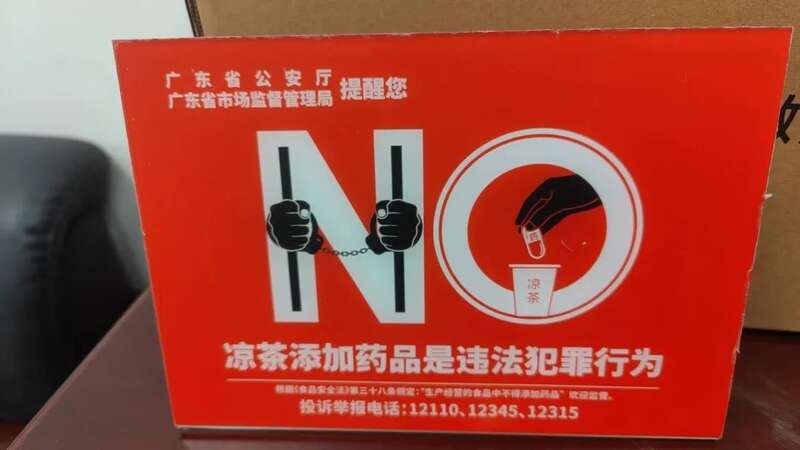 广东省公安厅
广东省市场监督管理局
提醒您
NO
药
凉茶
凉茶添加药品是违法犯罪行为
根据《食品安全法》第三十八条规定："生产经营的食品中不得添加药品" 欢迎监督。
投诉举报电话:12110、12345、12315